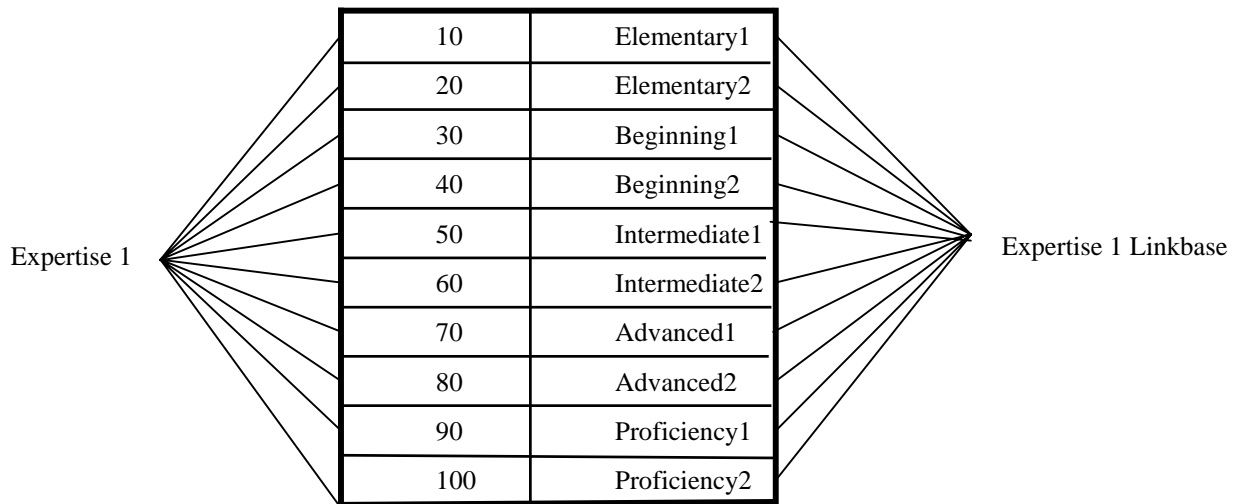 10 Elementary1
20 Elementary2
30 Beginning1
40 Beginning2
50 Intermediate1
Expertise 1
Expertise 1 Linkbase
60 Intermediate2
70 Advanced1
80 Advanced2
90 Proficiency1
100 Proficiency2